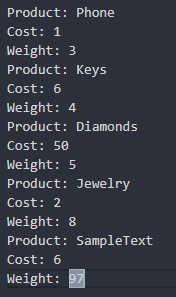 Product: Phone
Cost: 1
Weight: 3
Product: Keys
Cost: 6
Weight: 4
Product: Diamonds
Cost: 50
Weight: 5
Product: Jewelry
Cost: 2
Weight: 8
Product: SampleText
Cost: 6
Weight: 97